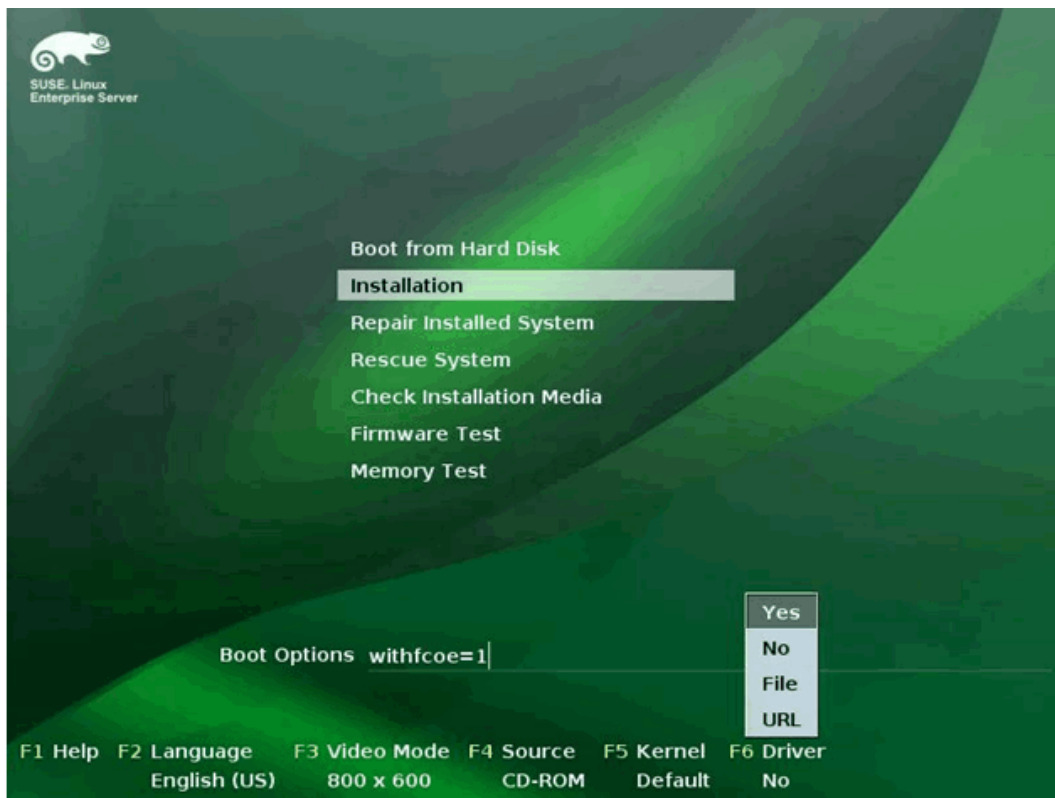 SUSE. Linux
Enterprise Server
Boot from Hard Disk
Installation
Repair Installed System
Rescue System
Check Installation Media
Firmware Test
Memory Test
Boot Options withfcoe=1
Yes
No
File
URL
F1 Help F2 Language F3 Video Mode F4 Source F5 Kernel F6 Driver
English (US) 800 x 600 CD-ROM Default No